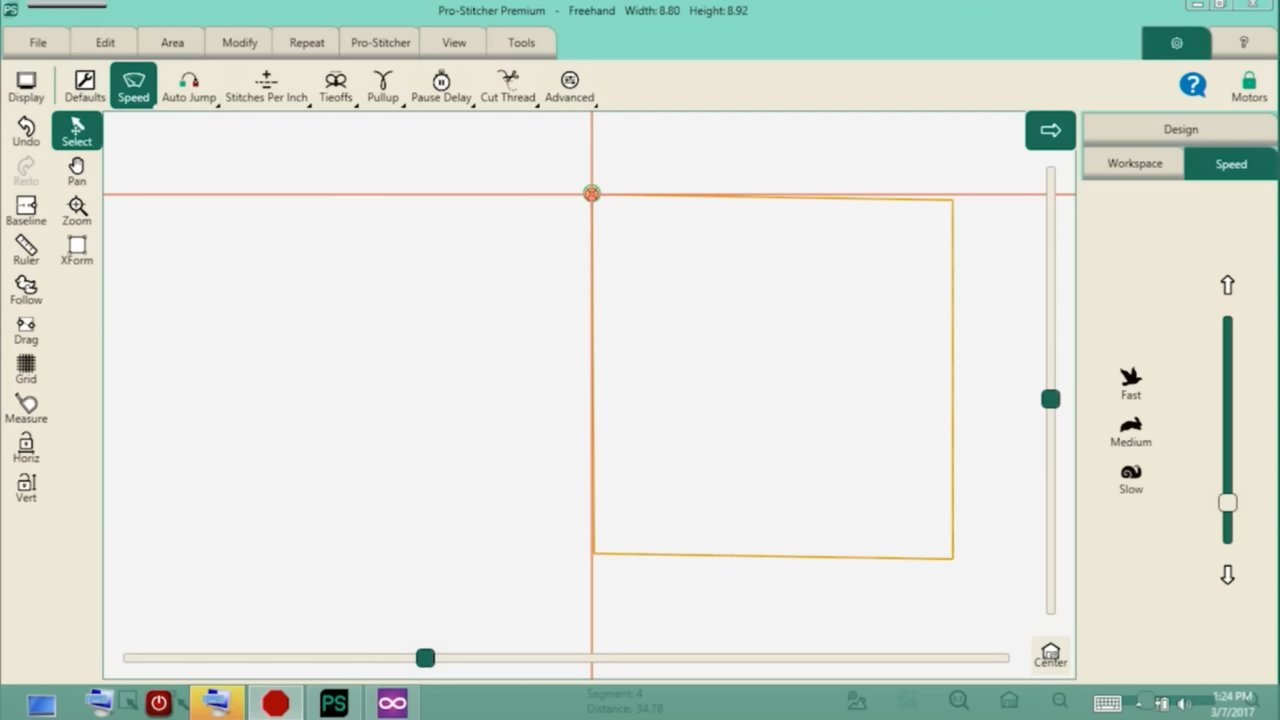 PS
Pro-Stitcher Premium - Freehand Width: 8.80 Height: 8.92
File Edit Area Modify Repeat Pro-Stitcher View Tools ?
Display Defaults Speed Auto Jump Stitches Per Inch Tieoffs Pullup Pause Delay Cut Thread Advanced ? Motors
Undo Select
Redo Pan
Baseline Zoom
Ruler XForm
Follow
Drag
Grid
Measure
Horiz
Vert
Design
Workspace Speed
Fast
Medium
Slow
Center
PS
Segment: 4
Distance: 34.78
1:24 PM
3/7/2017